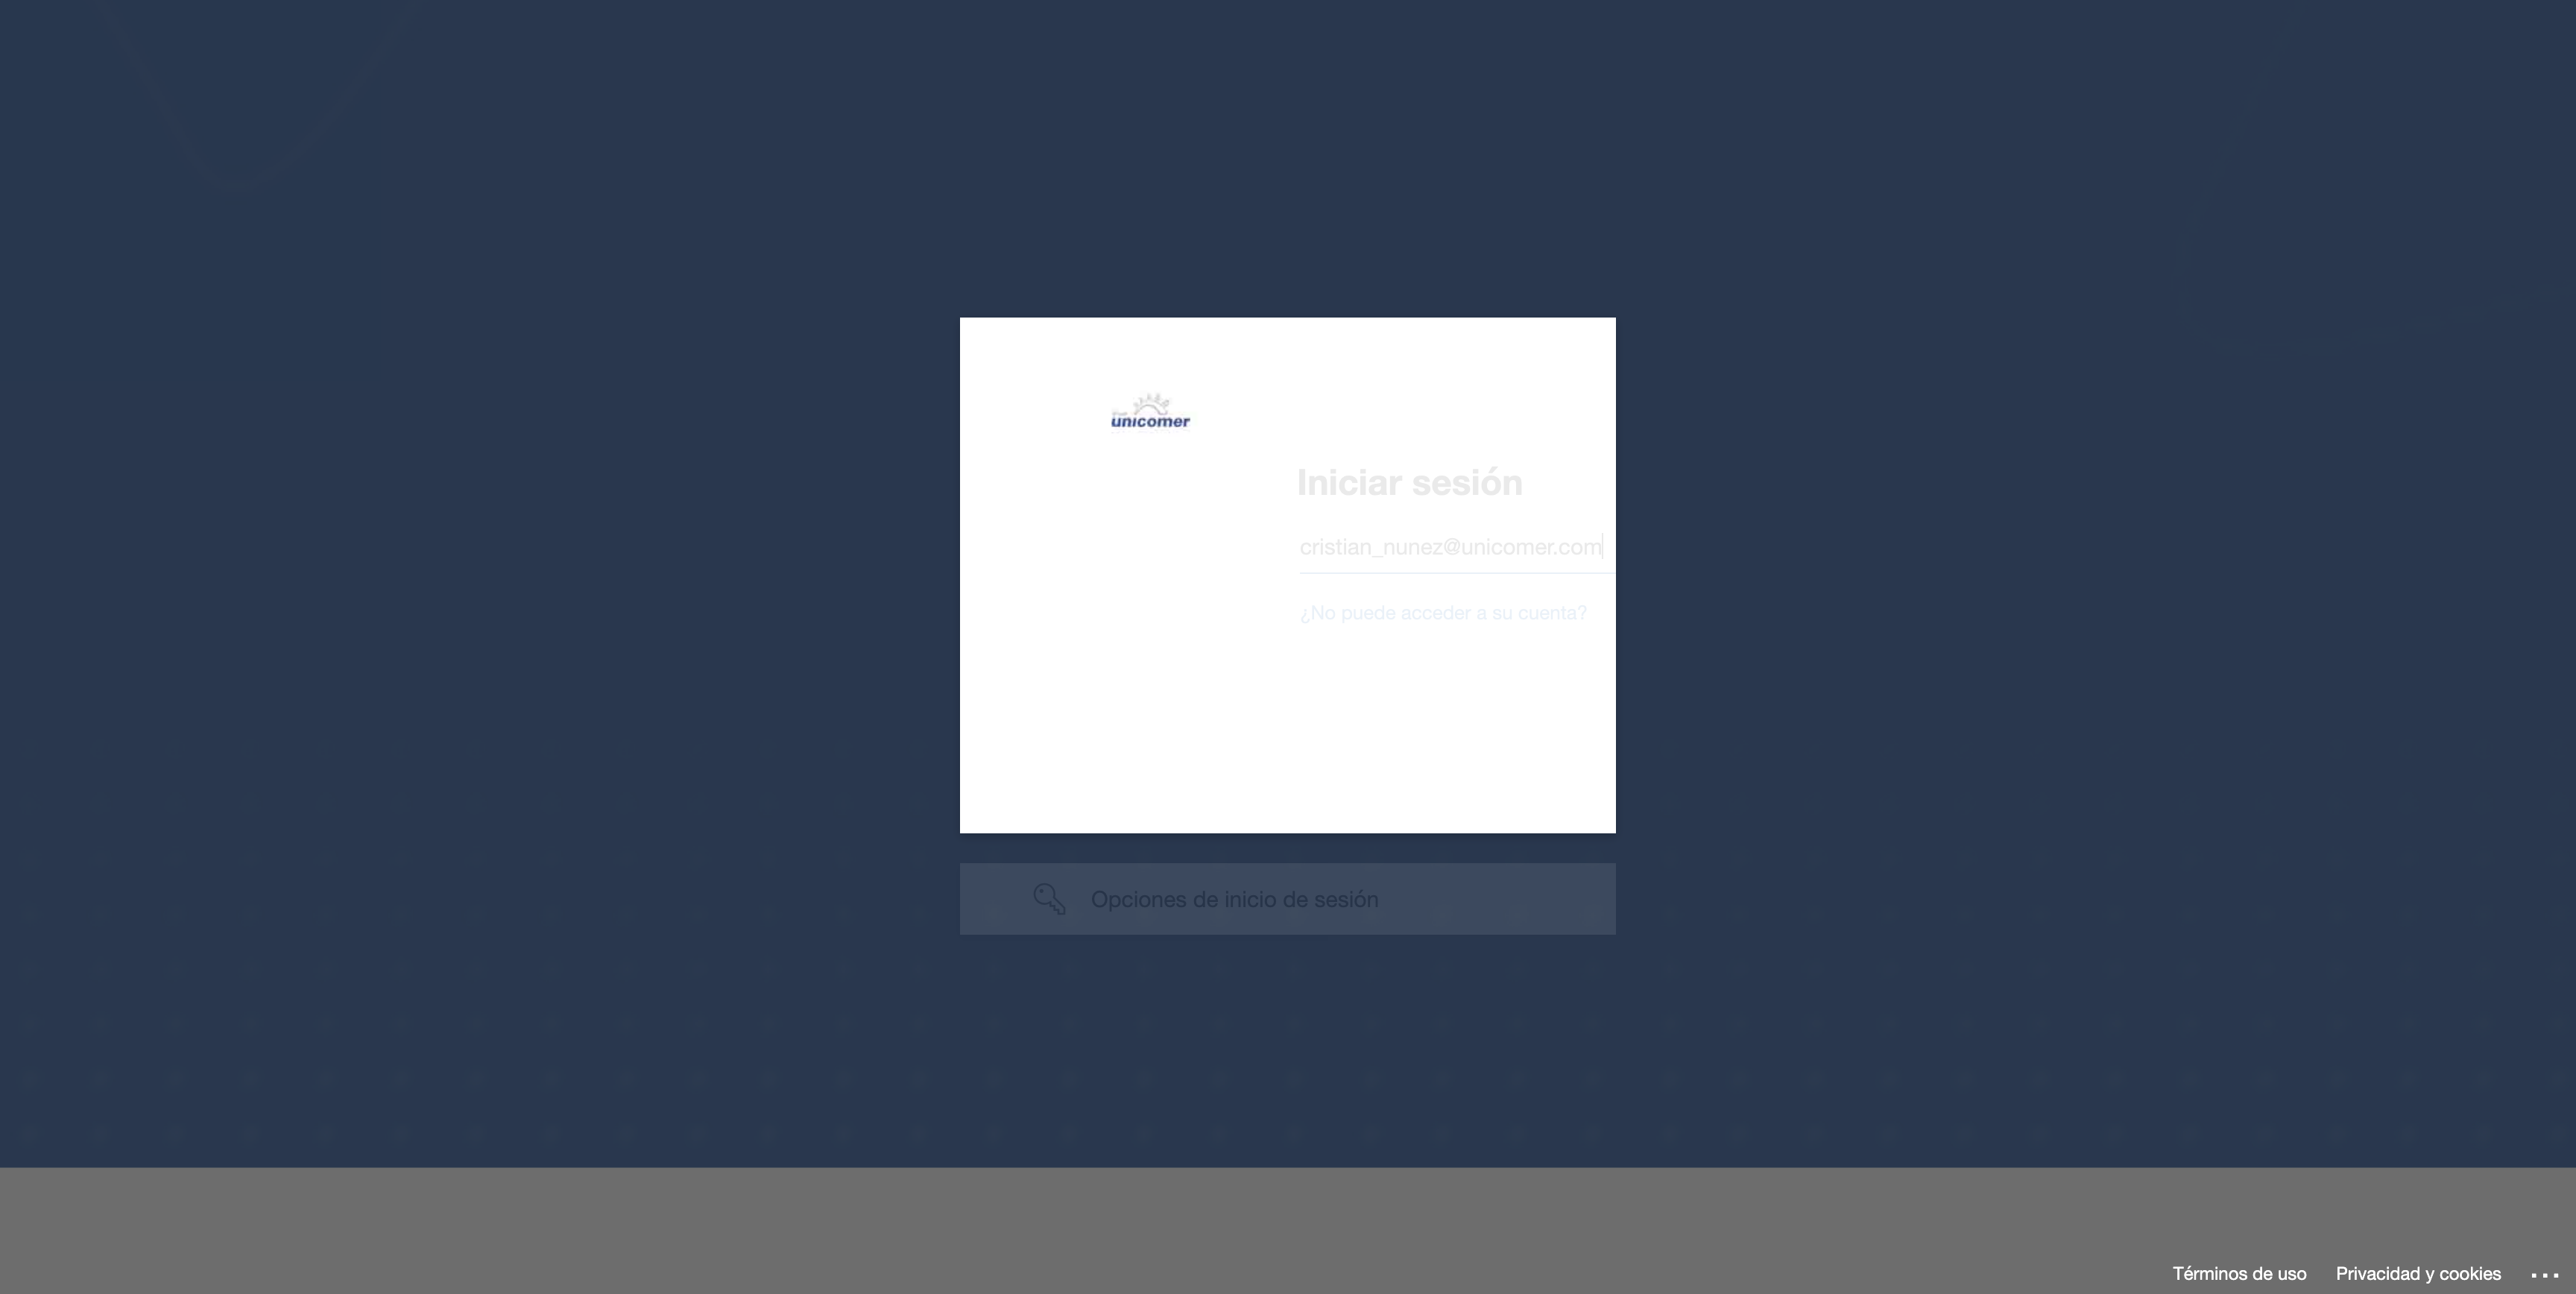 unicomer
Iniciar sesión
cristian_nunez@unicomer.com
¿No puede acceder a su cuenta?
Opciones de inicio de sesión
Términos de uso Privacidad y cookies ...